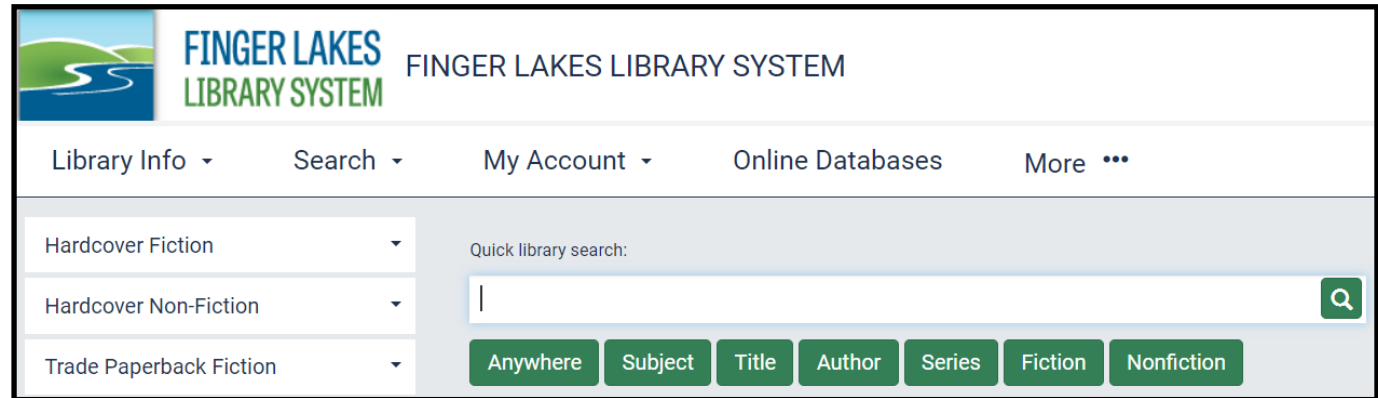 FINGER LAKES
LIBRARY SYSTEM
FINGER LAKES LIBRARY SYSTEM
Library Info Search My Account Online Databases More •••
Hardcover Fiction
Hardcover Non-Fiction
Trade Paperback Fiction
Quick library search:
Anywhere Subject Title Author Series Fiction Nonfiction